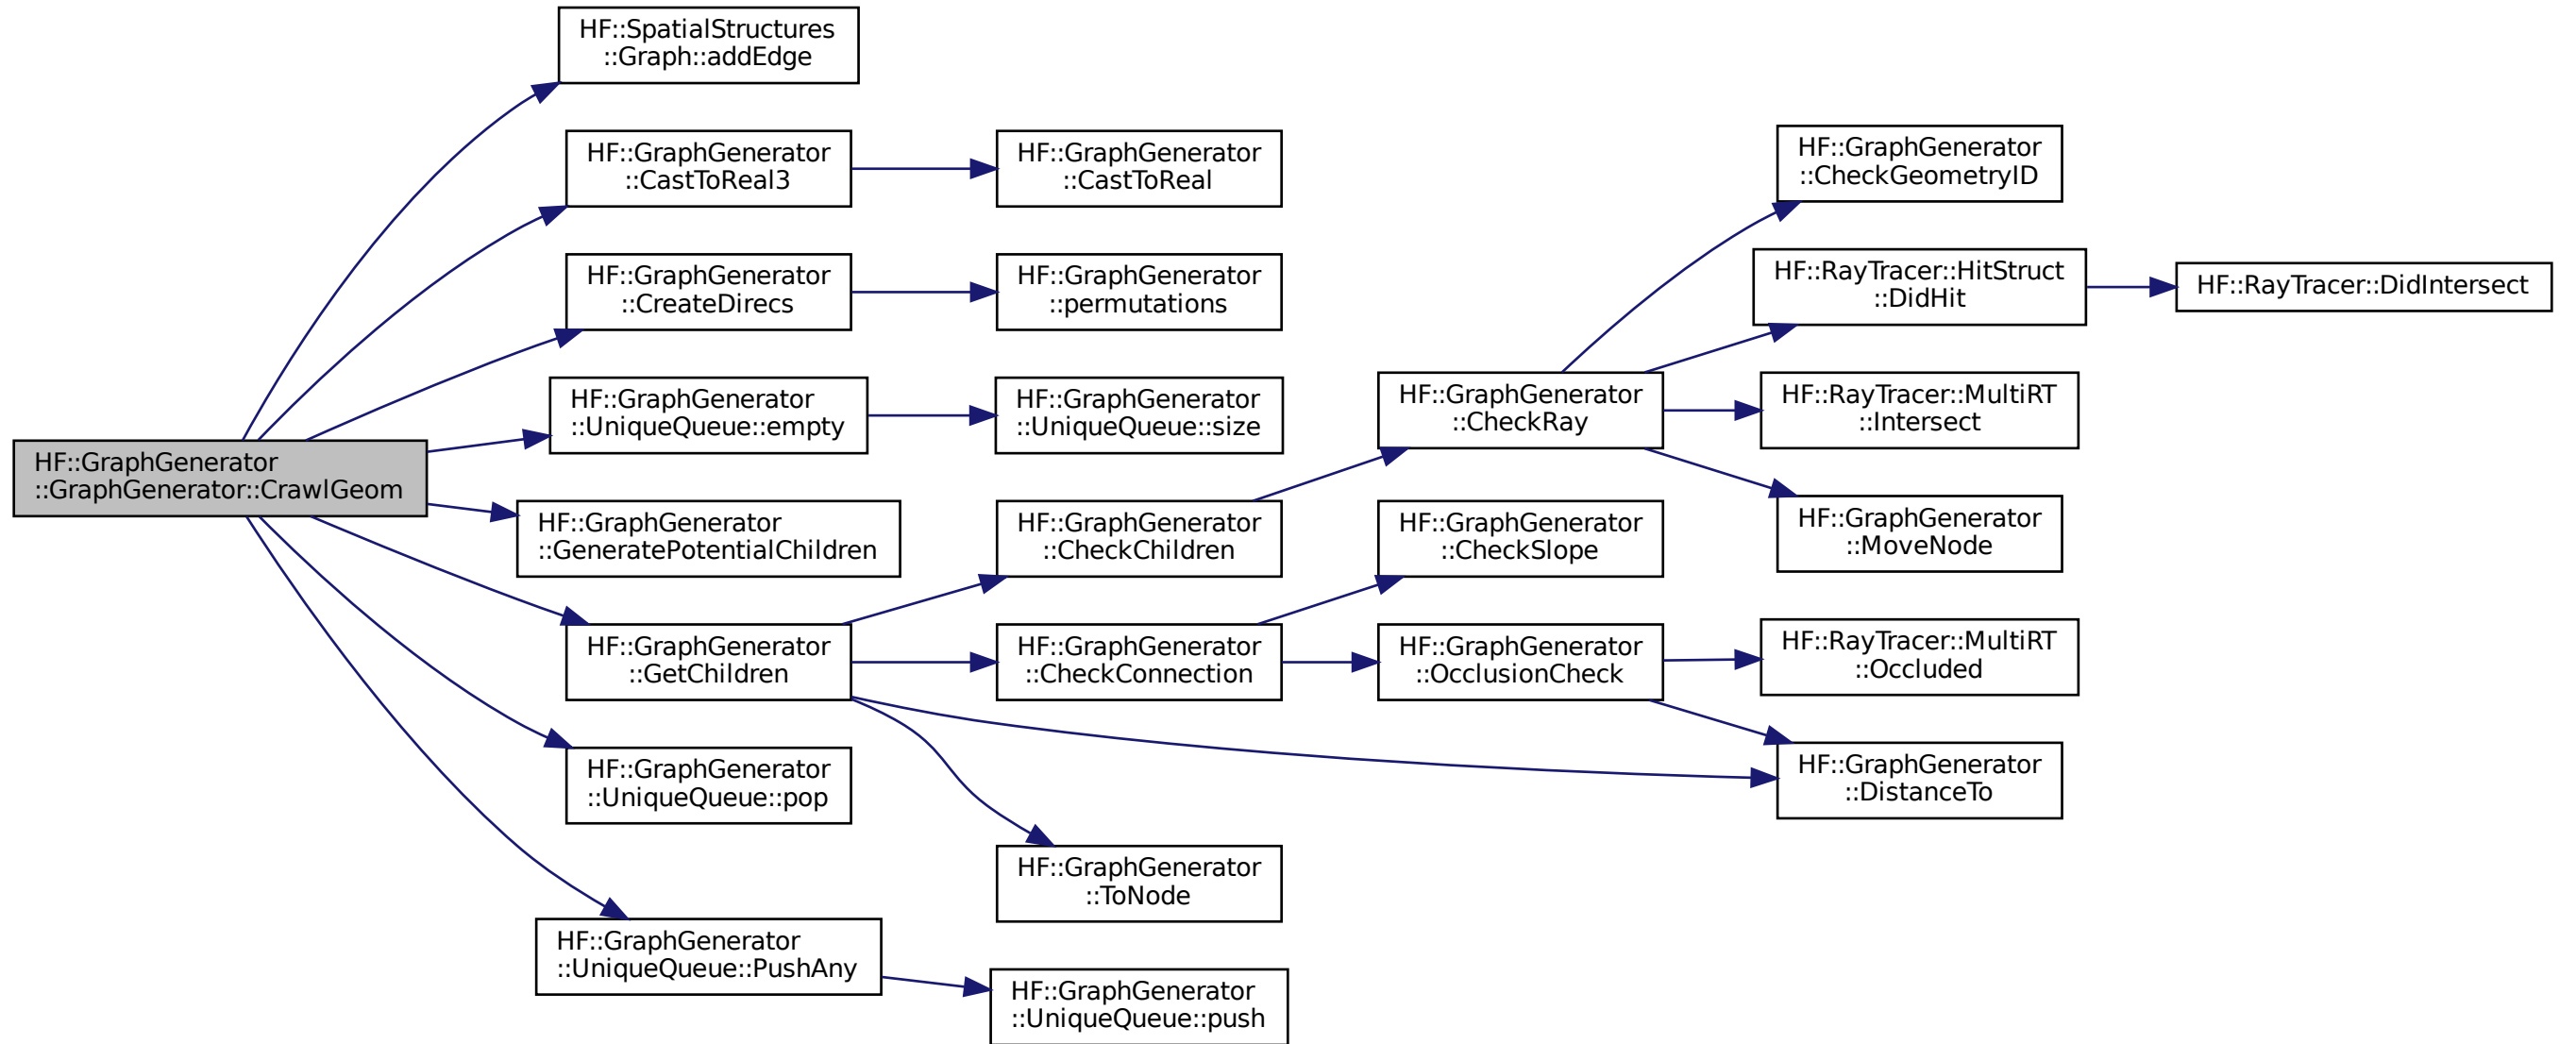 HF::SpatialStructures
::Graph::addEdge
HF::GraphGenerator
::CastToReal3
HF::GraphGenerator
::CastToReal
HF::GraphGenerator
::CheckGeometryID
HF::GraphGenerator
::CreateDirecs
HF::GraphGenerator
::permutations
HF::RayTracer::HitStruct
::DidHit
HF::RayTracer::DidIntersect
HF::GraphGenerator
::UniqueQueue::empty
HF::GraphGenerator
::UniqueQueue::size
HF::GraphGenerator
::CheckRay
HF::RayTracer::MultiRT
::Intersect
HF::GraphGenerator
::GraphGenerator::CrawlGeom
HF::GraphGenerator
::GeneratePotentialChildren
HF::GraphGenerator
::CheckChildren
HF::GraphGenerator
::CheckSlope
HF::GraphGenerator
::MoveNode
HF::GraphGenerator
::GetChildren
HF::GraphGenerator
::CheckConnection
HF::GraphGenerator
::OcclusionCheck
HF::RayTracer::MultiRT
::Occluded
HF::GraphGenerator
::UniqueQueue::pop
HF::GraphGenerator
::DistanceTo
HF::GraphGenerator
::ToNode
HF::GraphGenerator
::UniqueQueue::PushAny
HF::GraphGenerator
::UniqueQueue::push